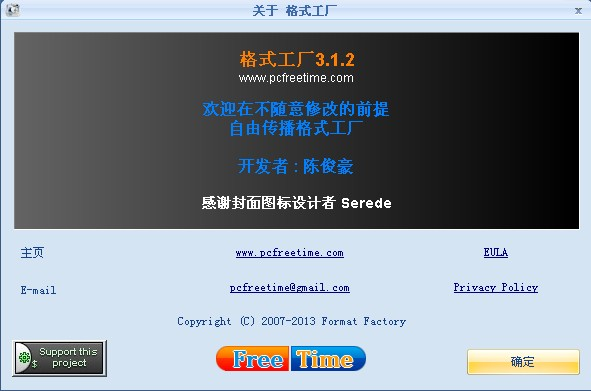 关于 格式工厂
格式工厂3.1.2
www.pcfreetime.com
欢迎在不随意修改的前提
自由传播格式工厂
开发者：陈俊豪
感谢封面图标设计者 Serede
主页 www.pcfreetime.com EULA
E-mail pcfreetime@gmail.com Privacy Policy
Copyright (C) 2007-2013 Format Factory
$ Support this
project
Free Time
确定